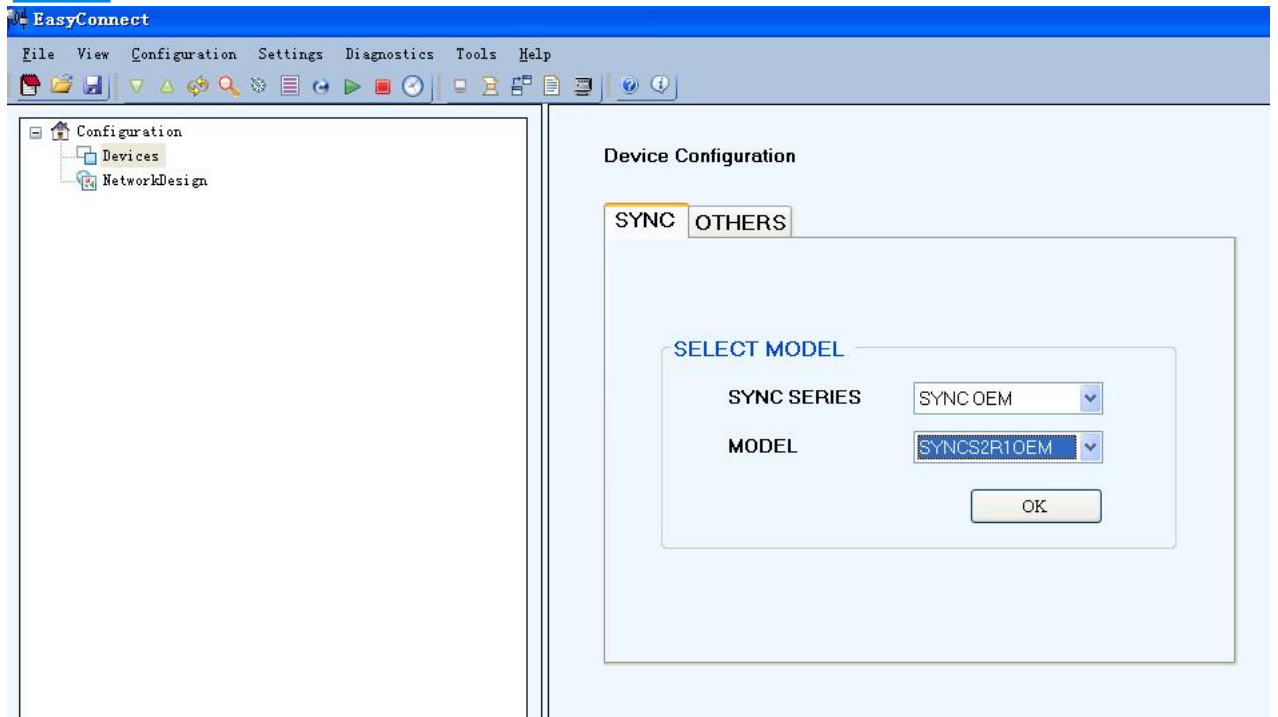 EasyConnect
File View Configuration Settings Diagnostics Tools Help
Configuration
Devices
NetworkDesign
Device Configuration
SYNC OTHERS
SELECT MODEL
SYNC SERIES SYNC OEM
MODEL SYNCS2R1OEM
OK